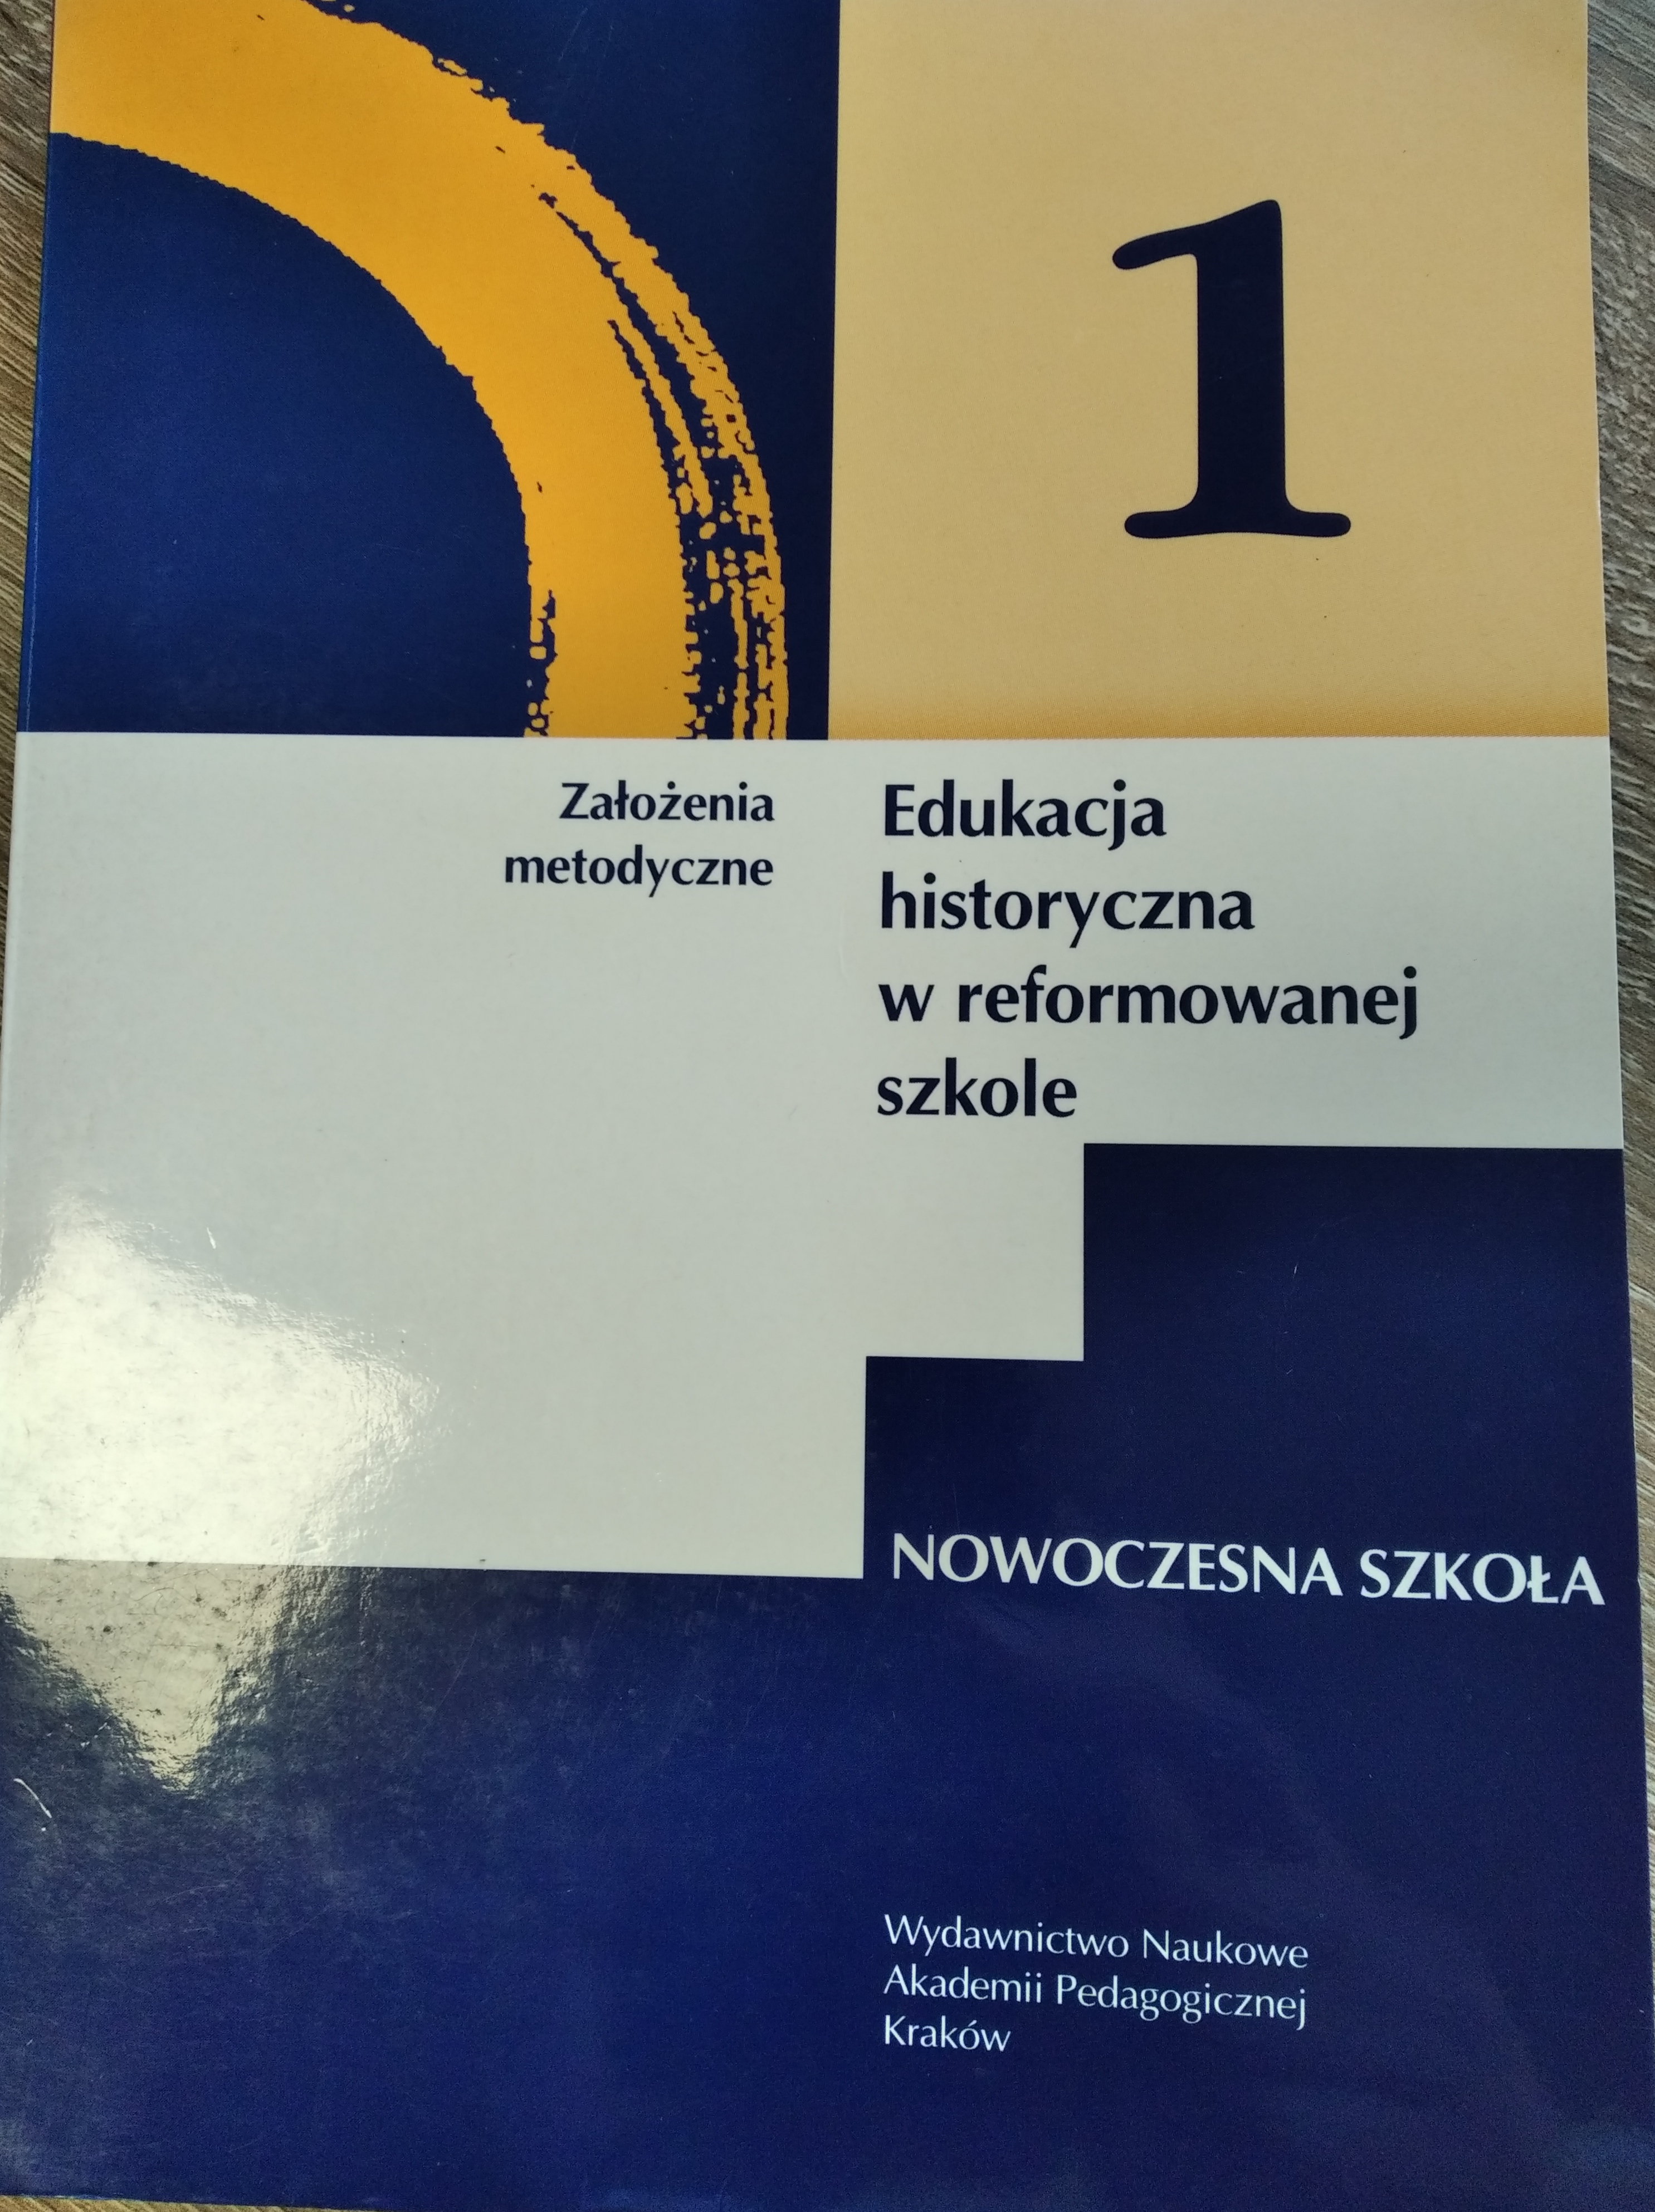 1
Założenia
metodyczne
Edukacja
historyczna
w reformowanej
szkole
NOWOCZESNA SZKOŁA
Wydawnictwo Naukowe
Akademii Pedagogicznej
Kraków